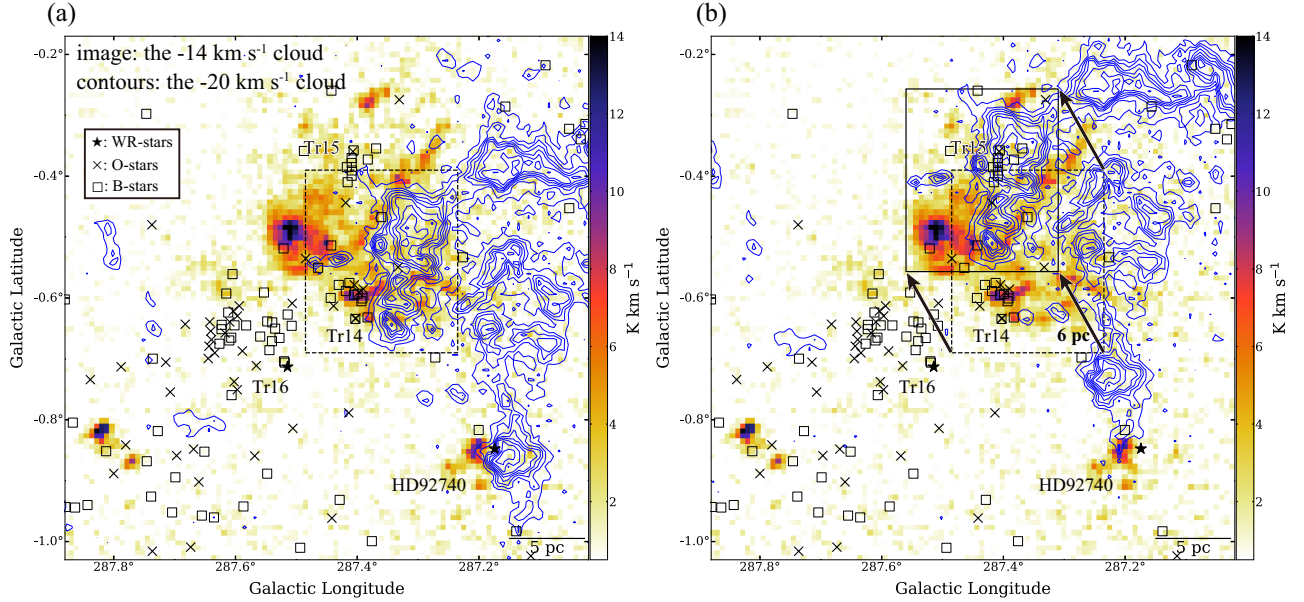 (a)
image: the -14 km s⁻¹ cloud
contours: the -20 km s⁻¹ cloud
★: WR-stars
×: O-stars
□: B-stars
Tr15
Tr14
Tr16
HD92740
5 pc
-0.2°
-0.4°
-0.6°
-0.8°
-1.0°
Galactic Latitude
287.8
287.6
287.4
287.2
Galactic Longitude
14
12
10
8
6
4
2
K km s⁻¹
(b)
Tr15
Tr14
6 pc
Tr16
HD92740
5 pc
-0.2°
-0.4°
-0.6°
-0.8°
-1.0°
Galactic Latitude
287.8
287.6
287.4
287.2
Galactic Longitude
14
12
10
8
6
4
2
K km s⁻¹